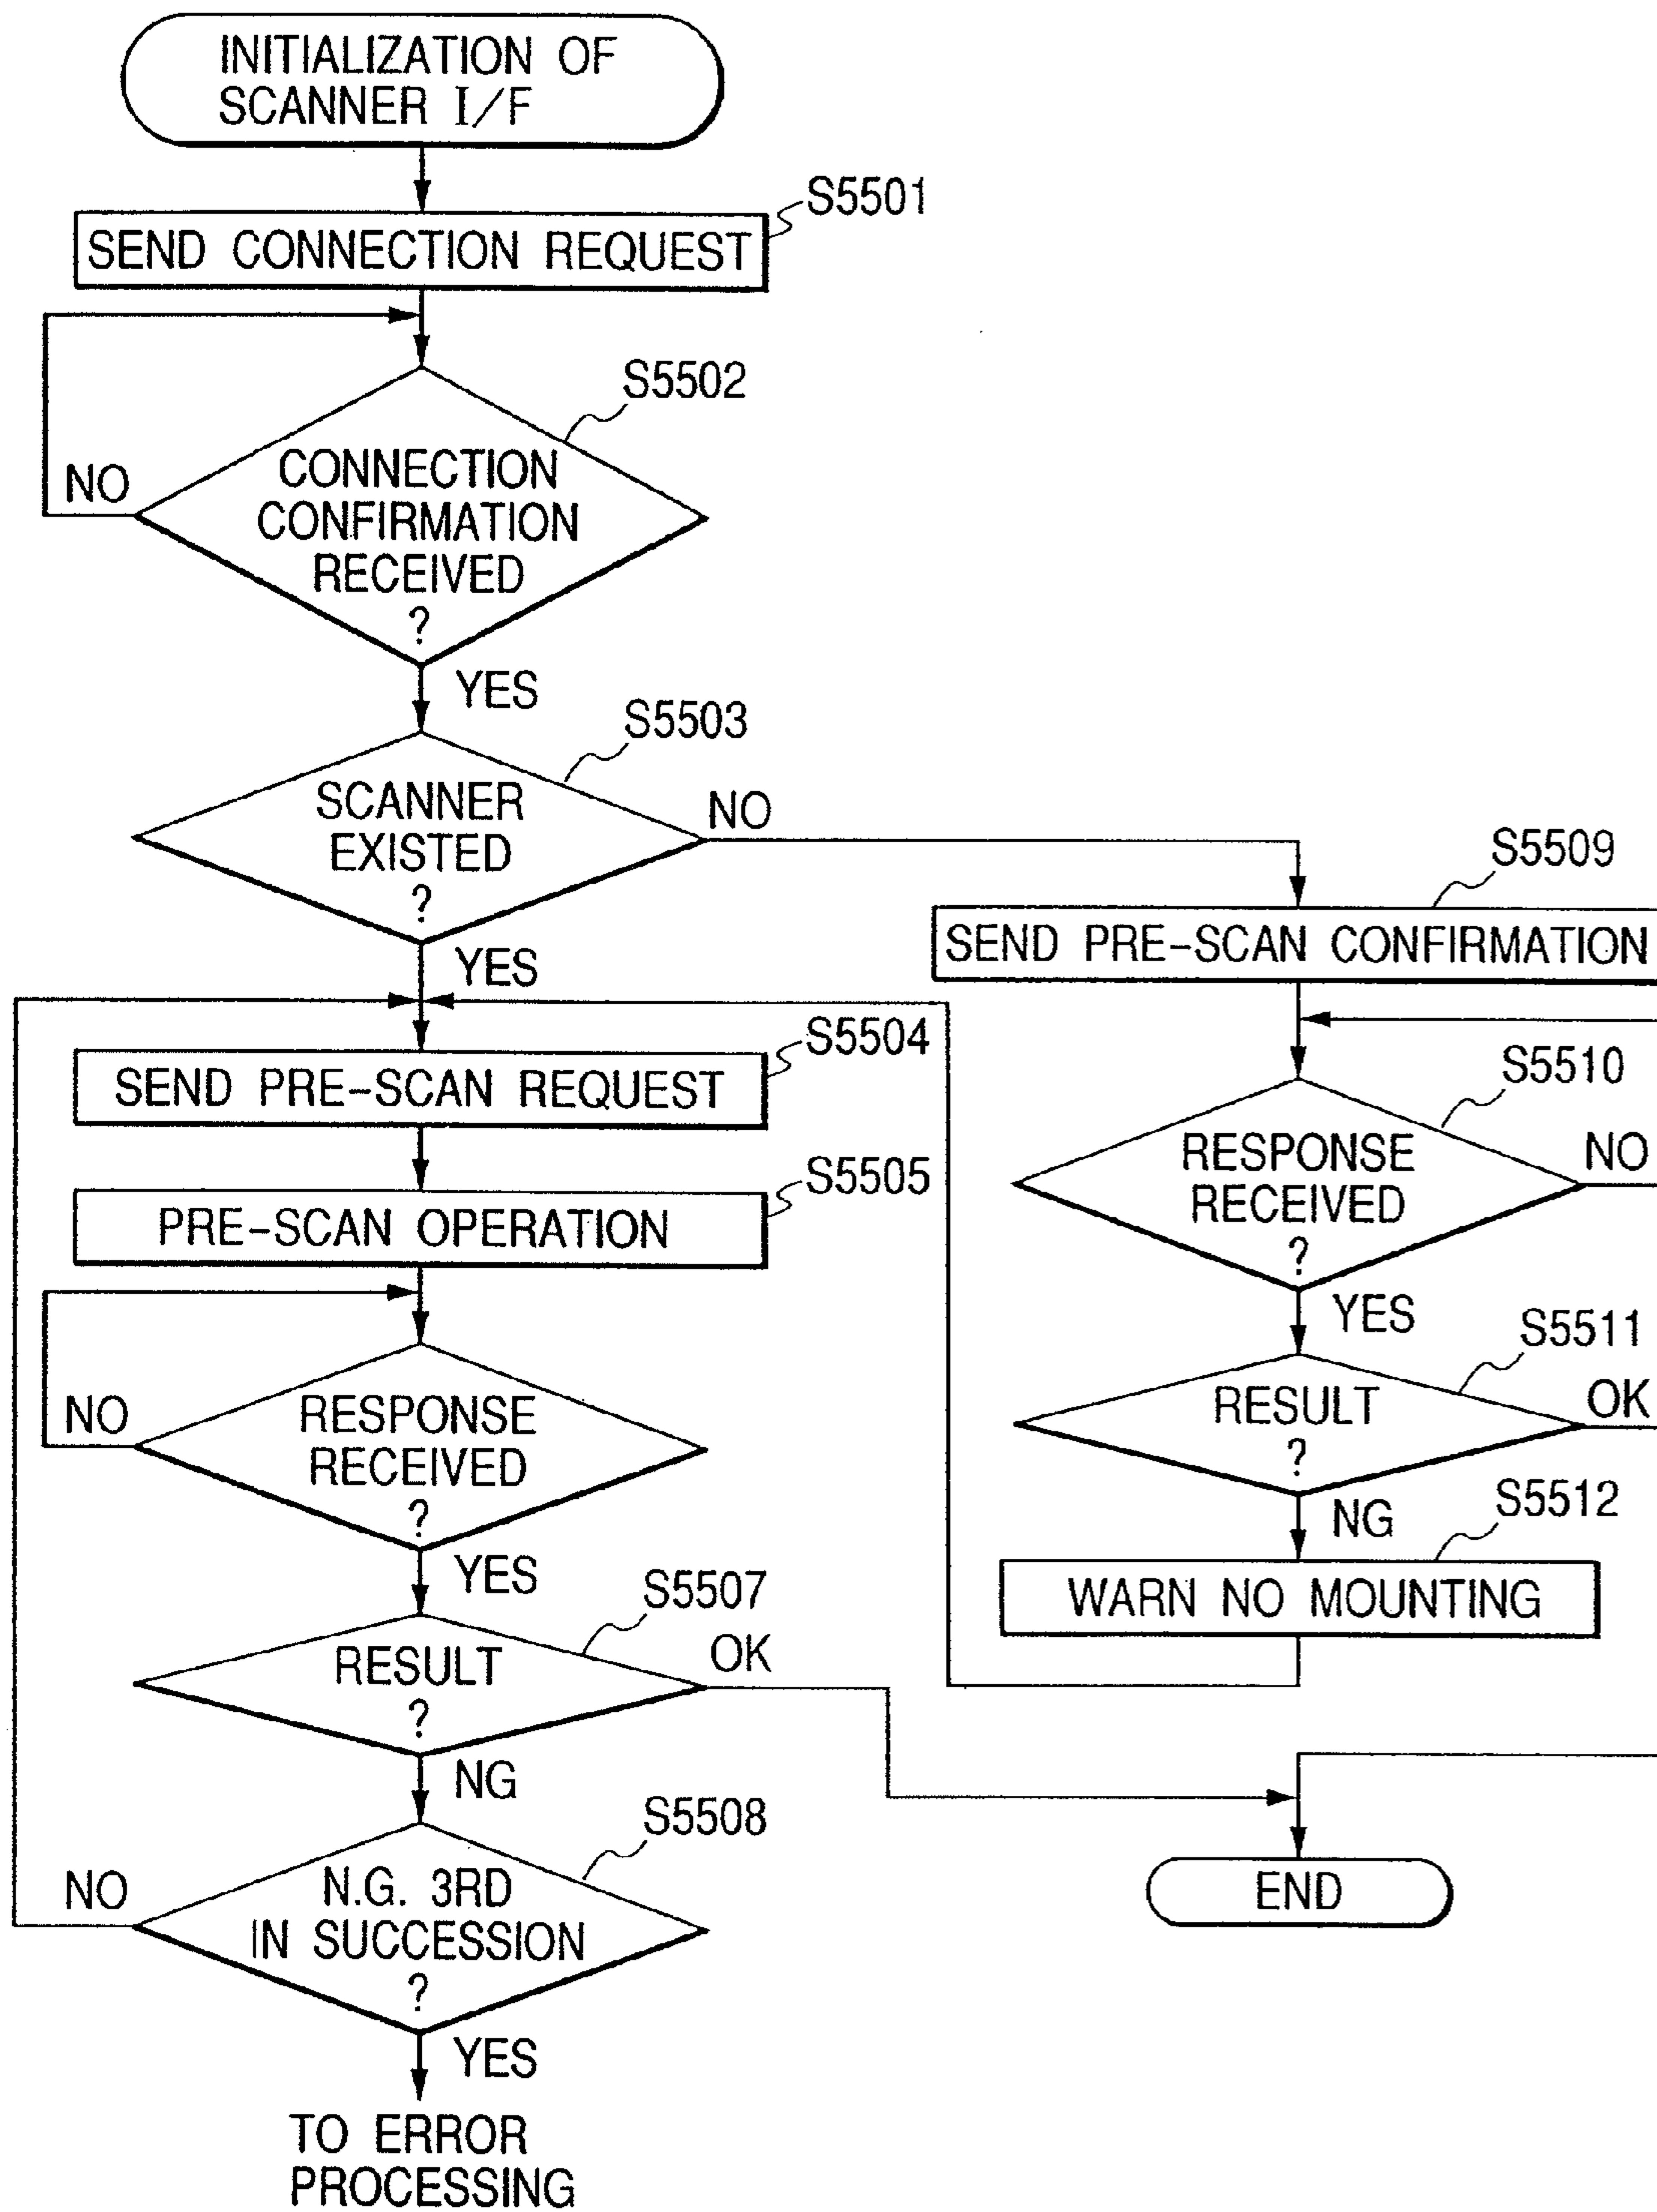 INITIALIZATION OF
SCANNER I/F
S5501
SEND CONNECTION REQUEST
S5502
CONNECTION
CONFIRMATION
RECEIVED
?
NO
YES
S5503
SCANNER
EXISTED
?
NO
YES
S5504
SEND PRE-SCAN REQUEST
S5505
PRE-SCAN OPERATION
RESPONSE
RECEIVED
?
NO
YES
S5507
RESULT
?
OK
NG
S5508
N.G. 3RD
IN SUCCESSION
?
NO
YES
TO ERROR
PROCESSING
S5509
SEND PRE-SCAN CONFIRMATION
S5510
RESPONSE
RECEIVED
?
NO
YES
S5511
RESULT
?
OK
NG
S5512
WARN NO MOUNTING
END